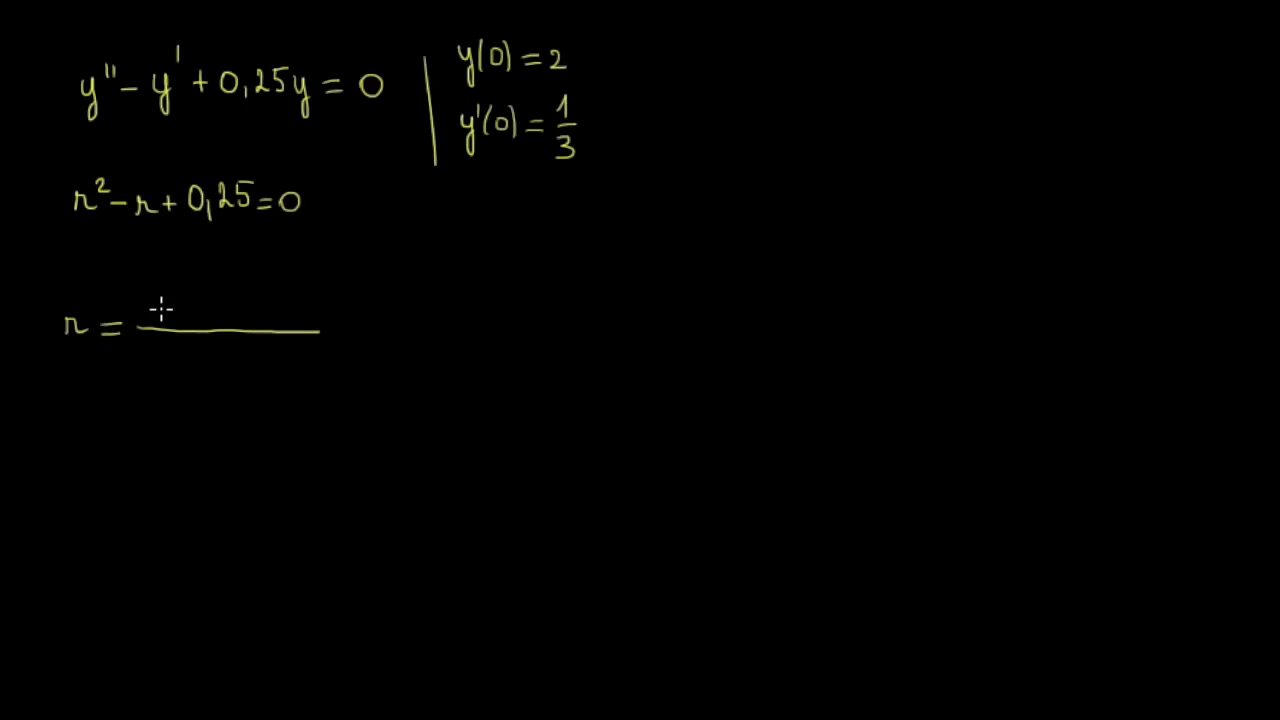 y'' - y' + 0,25y = 0
y(0) = 2
y'(0) = 1/3
r² - r + 0,25 = 0
r =